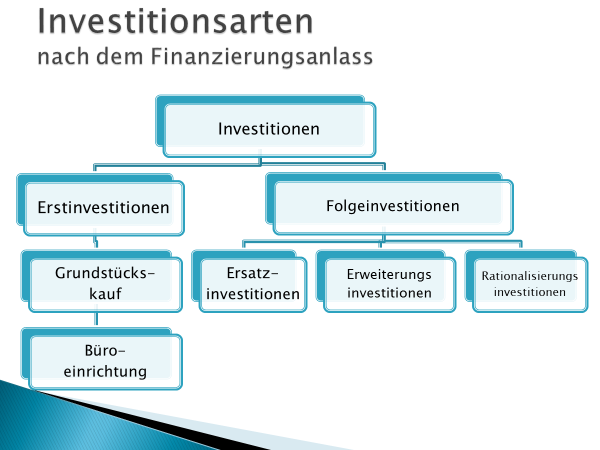 Investitionsarten
nach dem Finanzierungsanlass
Investitionen
Erstinvestitionen
Folgeinvestitionen
Grundstücks-
kauf
Ersatz-
investitionen
Erweiterungs
investitionen
Rationalisierungs
investitionen
Büro-
einrichtung